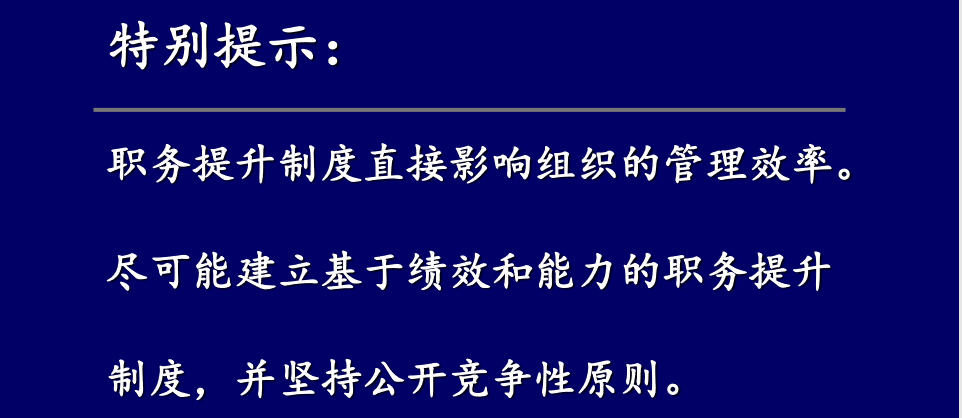 特别提示：
职务提升制度直接影响组织的管理效率。
尽可能建立基于绩效和能力的职务提升
制度，并坚持公开竞争性原则。